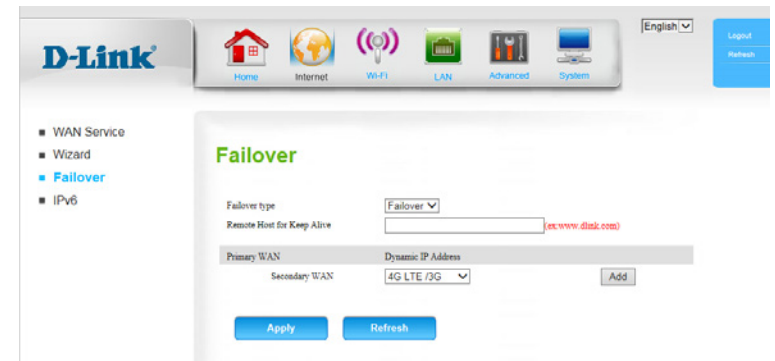 English
Logout
Refresh
D-Link
Home
Internet
Wi-Fi
LAN
Advanced
System
WAN Service
Wizard
Failover
IPv6
Failover
Failover type
Failover
Remote Host for Keep Alive
(ex:www.dlink.com)
Primary WAN
Dynamic IP Address
Secondary WAN
4G LTE /3G
Add
Apply
Refresh